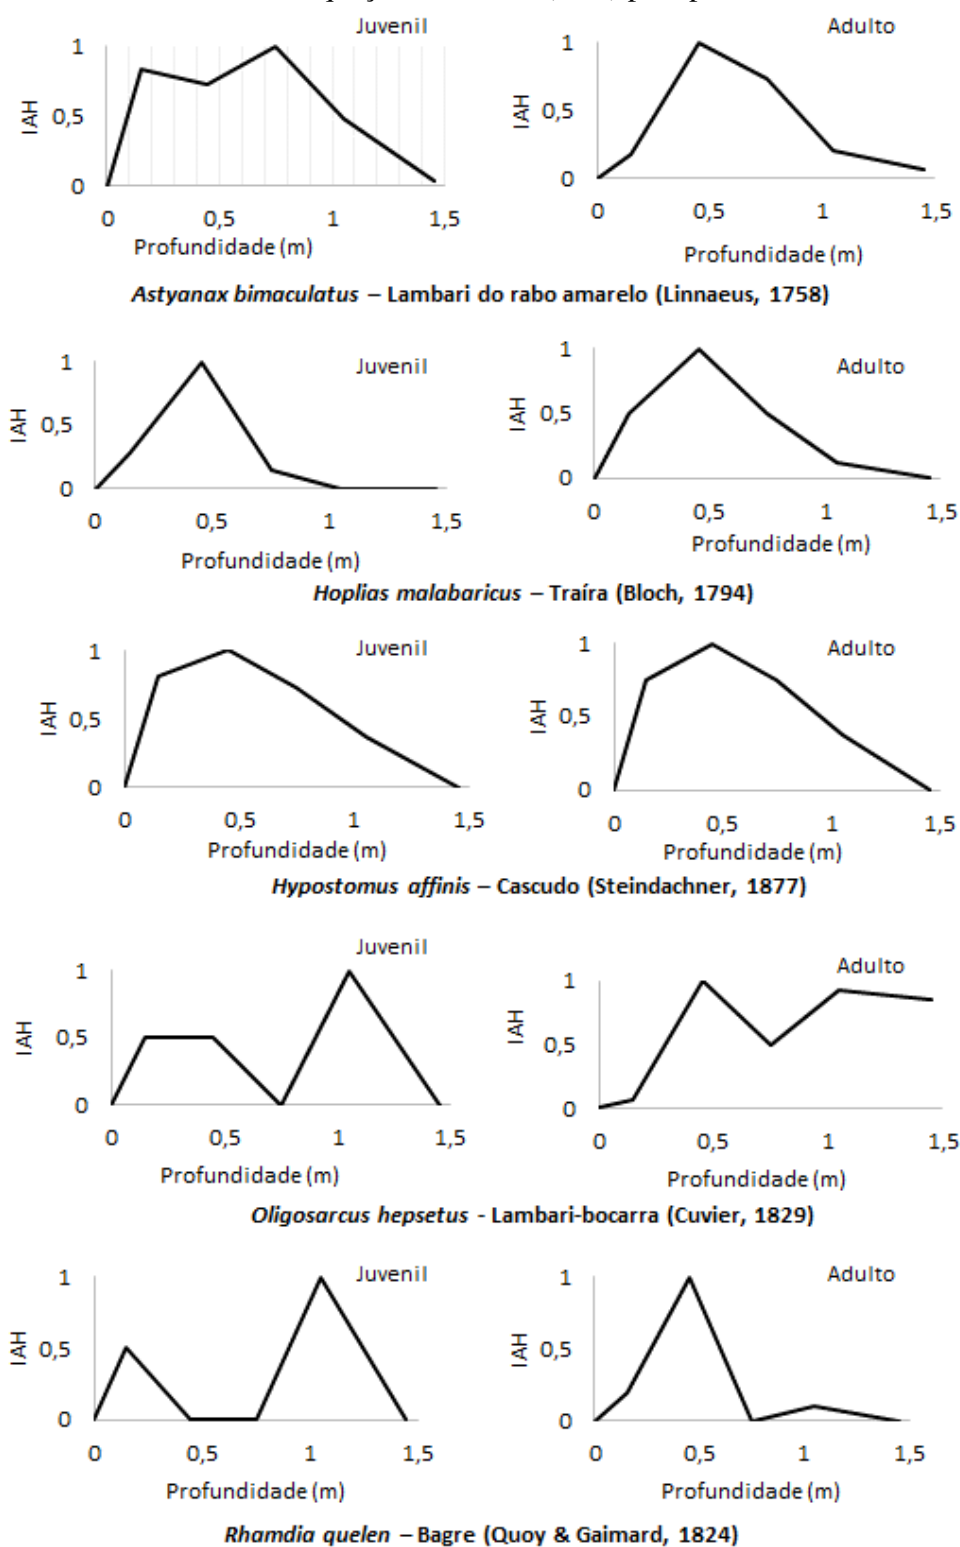 Juvenil
Adulto
1
0,5
0
IAH
0 0,5 1 1,5
Profundidade (m)
1
0,5
0
IAH
0 0,5 1 1,5
Profundidade (m)
Astyanax bimaculatus – Lambari do rabo amarelo (Linnaeus, 1758)
Juvenil
Adulto
1
0,5
0
IAH
0 0,5 1 1,5
Profundidade (m)
1
0,5
0
IAH
0 0,5 1 1,5
Profundidade (m)
Hoplias malabaricus – Traíra (Bloch, 1794)
Juvenil
Adulto
1
0,5
0
IAH
0 0,5 1 1,5
Profundidade (m)
1
0,5
0
IAH
0 0,5 1 1,5
Profundidade (m)
Hypostomus affinis – Cascudo (Steindachner, 1877)
Juvenil
Adulto
1
0,5
0
IAH
0 0,5 1 1,5
Profundidade (m)
1
0,5
0
IAH
0 0,5 1 1,5
Profundidade (m)
Oligosarcus hepsetus - Lambari-bocarra (Cuvier, 1829)
Juvenil
Adulto
1
0,5
0
IAH
0 0,5 1 1,5
Profundidade (m)
1
0,5
0
IAH
0 0,5 1 1,5
Profundidade (m)
Rhamdia quelen – Bagre (Quoy & Gaimard, 1824)